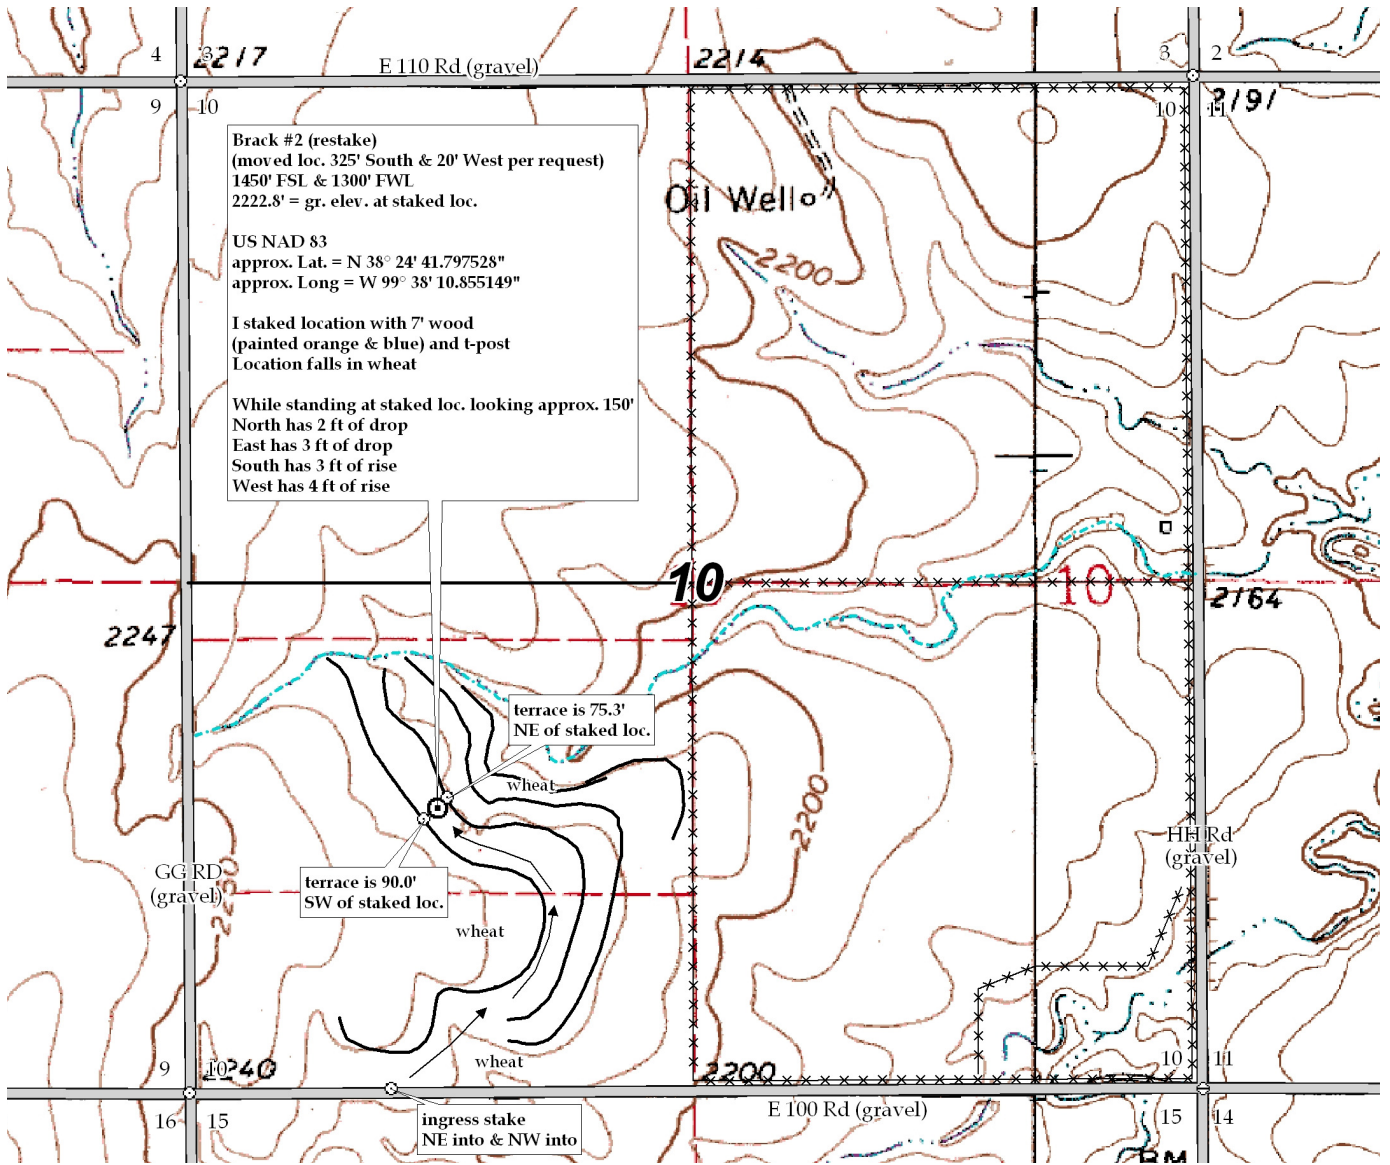 4
3
2217
E 110 Rd (gravel)
2214
3
2
9
10
10
11
2191
Brack #2 (restake)
(moved loc. 325' South & 20' West per request)
1450' FSL & 1300' FWL
2222.8' = gr. elev. at staked loc.
US NAD 83
approx. Lat. = N 38° 24' 41.797528"
approx. Long = W 99° 38' 10.855149"
I staked location with 7' wood
(painted orange & blue) and t-post
Location falls in wheat
While standing at staked loc. looking approx. 150'
North has 2 ft of drop
East has 3 ft of drop
South has 3 ft of rise
West has 4 ft of rise
Oil Well
2200
10
10
2164
2247
terrace is 75.3'
NE of staked loc.
wheat
2200
HH Rd
(gravel)
GG RD
(gravel)
2250
terrace is 90.0'
SW of staked loc.
wheat
wheat
9
10
2240
2200
10
11
E 100 Rd (gravel)
ingress stake
NE into & NW into
16
15
15
14
BM